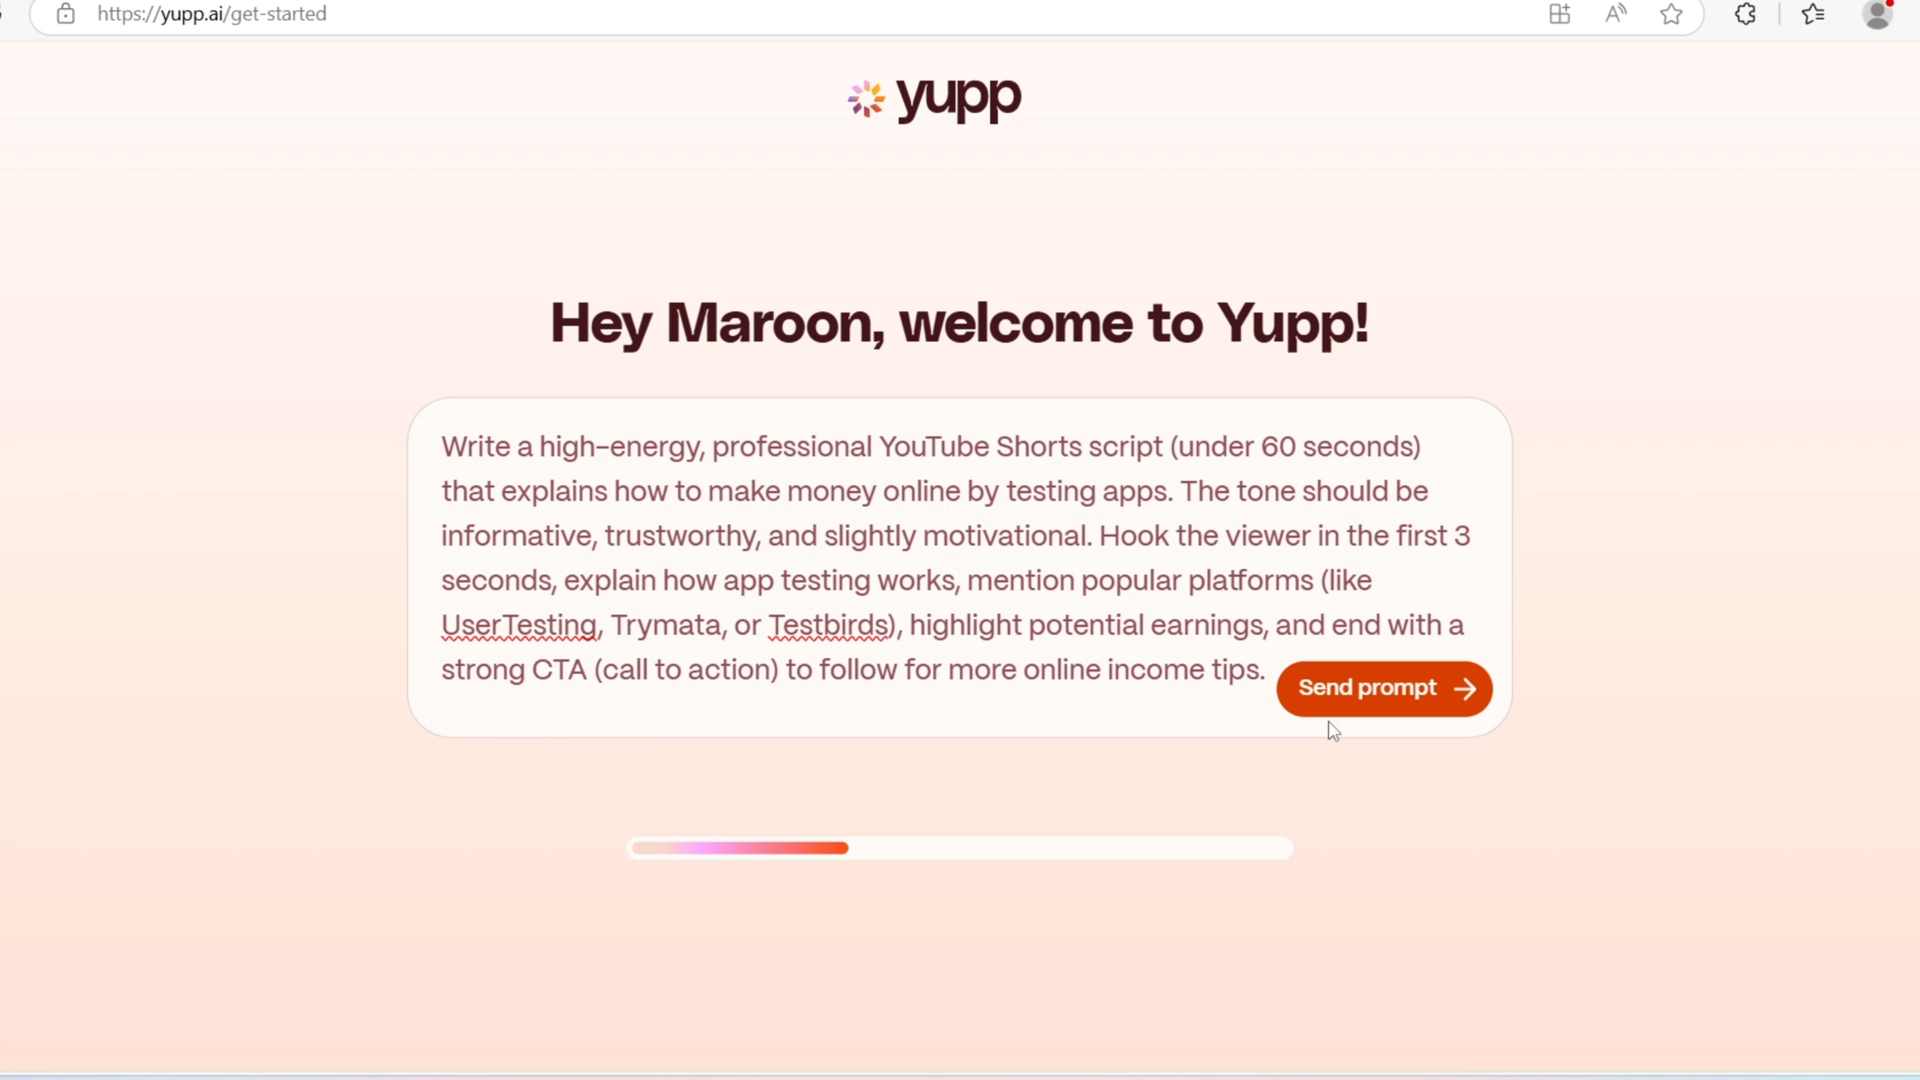 https://yupp.ai/get-started
yupp
Hey Maroon, welcome to Yupp!
Write a high-energy, professional YouTube Shorts script (under 60 seconds)
that explains how to make money online by testing apps. The tone should be
informative, trustworthy, and slightly motivational. Hook the viewer in the first 3
seconds, explain how app testing works, mention popular platforms (like
UserTesting, Trymata, or Testbirds), highlight potential earnings, and end with a
strong CTA (call to action) to follow for more online income tips.
Send prompt